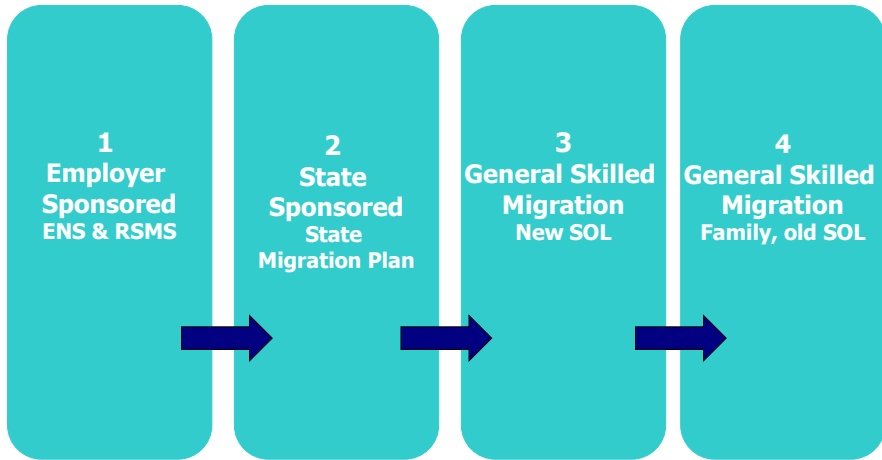 1
Employer
Sponsored
ENS & RSMS
2
State
Sponsored
State
Migration Plan
3
General Skilled
Migration
New SOL
4
General Skilled
Migration
Family, old SOL